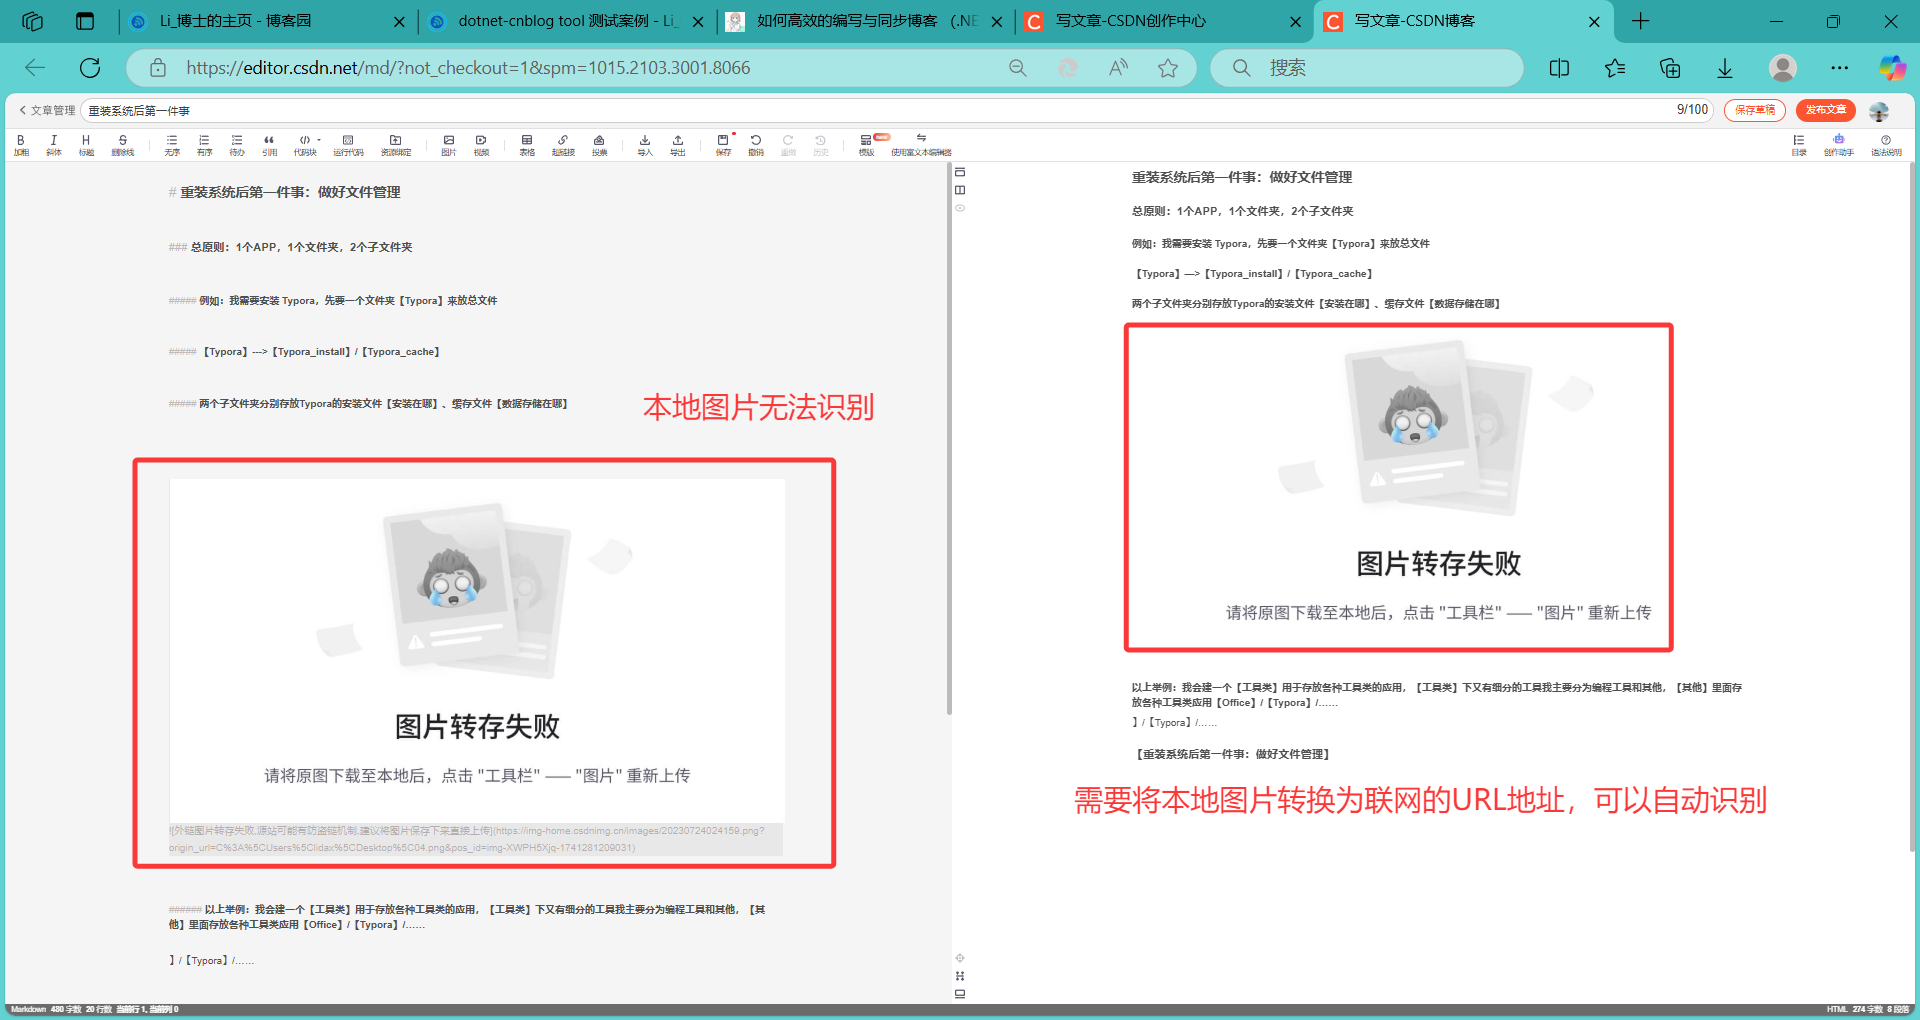 Li_博士的主页 - 博客园
dotnet-cnblog tool 测试案例 - Li_
如何高效的编写与同步博客 （.NE
写文章-CSDN创作中心
写文章-CSDN博客
https://editor.csdn.net/md/?not_checkout=1&spm=1015.2103.3001.8066
搜索
文章管理
重装系统后第一件事
9/100
保存草稿
发布文章
加粗 斜体 标题 删除线 无序 有序 待办 引用 代码块 运行代码 资源绑定 图片 视频 表格 超链接 投票 导入 导出 保存 撤销 重做 历史 模版 使用富文本编辑器 目录 创作助手 语法说明
# 重装系统后第一件事：做好文件管理
### 总原则：1个APP，1个文件夹，2个子文件夹
##### 例如：我需要安装 Typora，先要一个文件夹【Typora】来放总文件
##### 【Typora】--->【Typora_install】/【Typora_cache】
##### 两个子文件夹分别存放Typora的安装文件【安装在哪】、缓存文件【数据存储在哪】
本地图片无法识别
图片转存失败
请将原图下载至本地后，点击 "工具栏" —— "图片" 重新上传
![外链图片转存失败,源站可能有防盗链机制,建议将图片保存下来直接上传](https://img-home.csdnimg.cn/images/20230724024159.png?
origin_url=C%3A%5CUsers%5Clidax%5CDesktop%5C04.png&pos_id=img-XWPH5Xjq-1741281209031)
###### 以上举例：我会建一个【工具类】用于存放各种工具类的应用，【工具类】下又有细分的工具我主要分为编程工具和其他，【其
他】里面存放各种工具类应用【Office】/【Typora】/……
】/【Typora】/……
重装系统后第一件事：做好文件管理
总原则：1个APP，1个文件夹，2个子文件夹
例如：我需要安装 Typora，先要一个文件夹【Typora】来放总文件
【Typora】—>【Typora_install】/【Typora_cache】
两个子文件夹分别存放Typora的安装文件【安装在哪】、缓存文件【数据存储在哪】
图片转存失败
请将原图下载至本地后，点击 "工具栏" —— "图片" 重新上传
以上举例：我会建一个【工具类】用于存放各种工具类的应用，【工具类】下又有细分的工具我主要分为编程工具和其他，【其他】里面存
放各种工具类应用【Office】/【Typora】/……
】/【Typora】/……
【重装系统后第一件事：做好文件管理】
需要将本地图片转换为联网的URL地址，可以自动识别
Markdown 480 字数 20 行数 当前行 1, 当前列 0
HTML 274 字数 8 段落